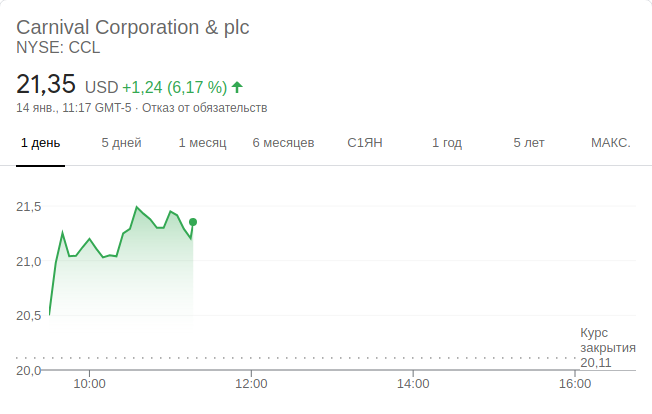 Carnival Corporation & plc
NYSE: CCL
21,35 USD +1,24 (6,17 %)
14 янв., 11:17 GMT-5 · Отказ от обязательств
1 день 5 дней 1 месяц 6 месяцев С1ЯН 1 год 5 лет МАКС.
21,5
21,0
20,5
Курс
закрытия
20,11
20,0
10:00 12:00 14:00 16:00